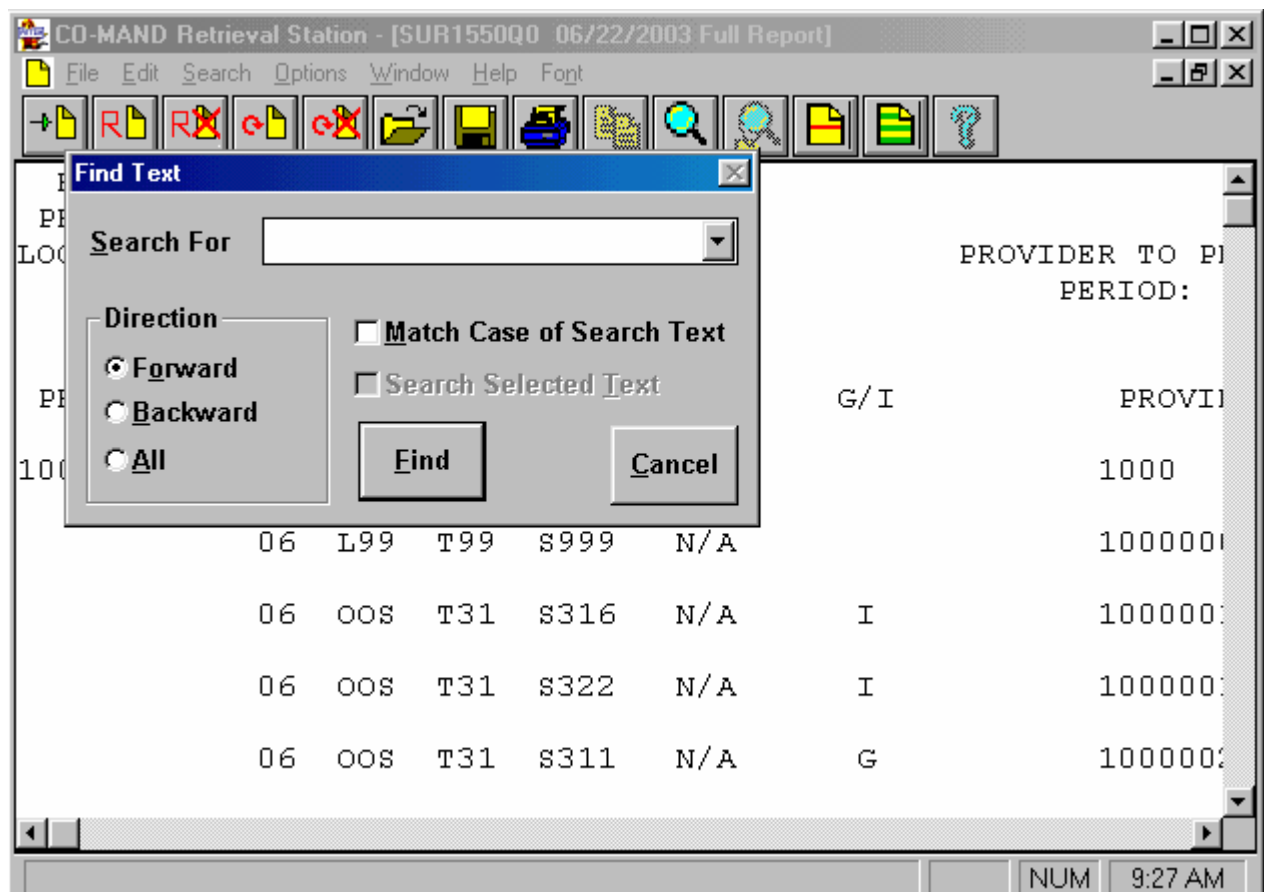 CO-MAND Retrieval Station - [SUR1550Q0 06/22/2003 Full Report]
File Edit Search Options Window Help Font
R R
Find Text
Search For
Direction
Forward
Backward
All
Match Case of Search Text
Search Selected Text
Find
Cancel
PROVIDER TO
PERIOD:
G/I
1000
06 L99 T99 S999 N/A
06 OOS T31 S316 N/A I
06 OOS T31 S322 N/A I
06 OOS T31 S311 N/A G
NUM 9:27 AM